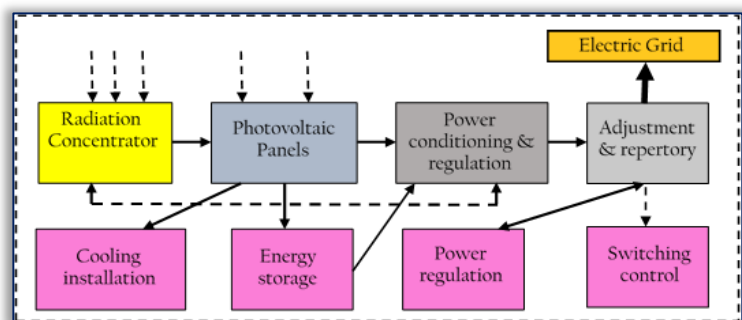 Electric Grid
Radiation
Concentrator
Photovoltaic
Panels
Power
conditioning &
regulation
Adjustment
& repertory
Cooling
installation
Energy
storage
Power
regulation
Switching
control